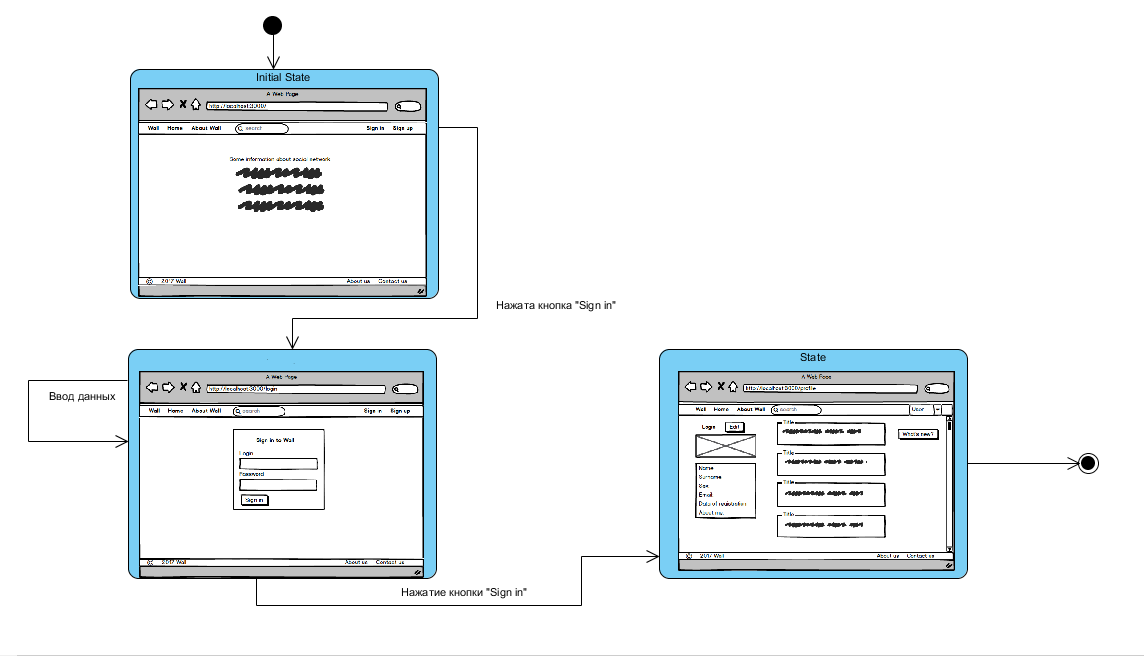 Initial State
A Web Page
http://localhost:3000/
Wall Home About Wall search Sign in Sign up
Some information about social network
© 2017 Wall About us Contact us
Нажата кнопка "Sign in"
A Web Page
http://localhost:3000/login
Wall Home About Wall search Sign in Sign up
Ввод данных
Sign in to Wall
Login
Password
Sign in
© 2017 Wall About us Contact us
Нажатие кнопки "Sign in"
State
A Web Page
http://localhost:3000/profile
Wall Home About Wall search User
Login Edit
Name
Surname
Sex
Email
Date of registration
About me
Title
Title
Title
Title
What's new?
© 2017 Wall About us Contact us